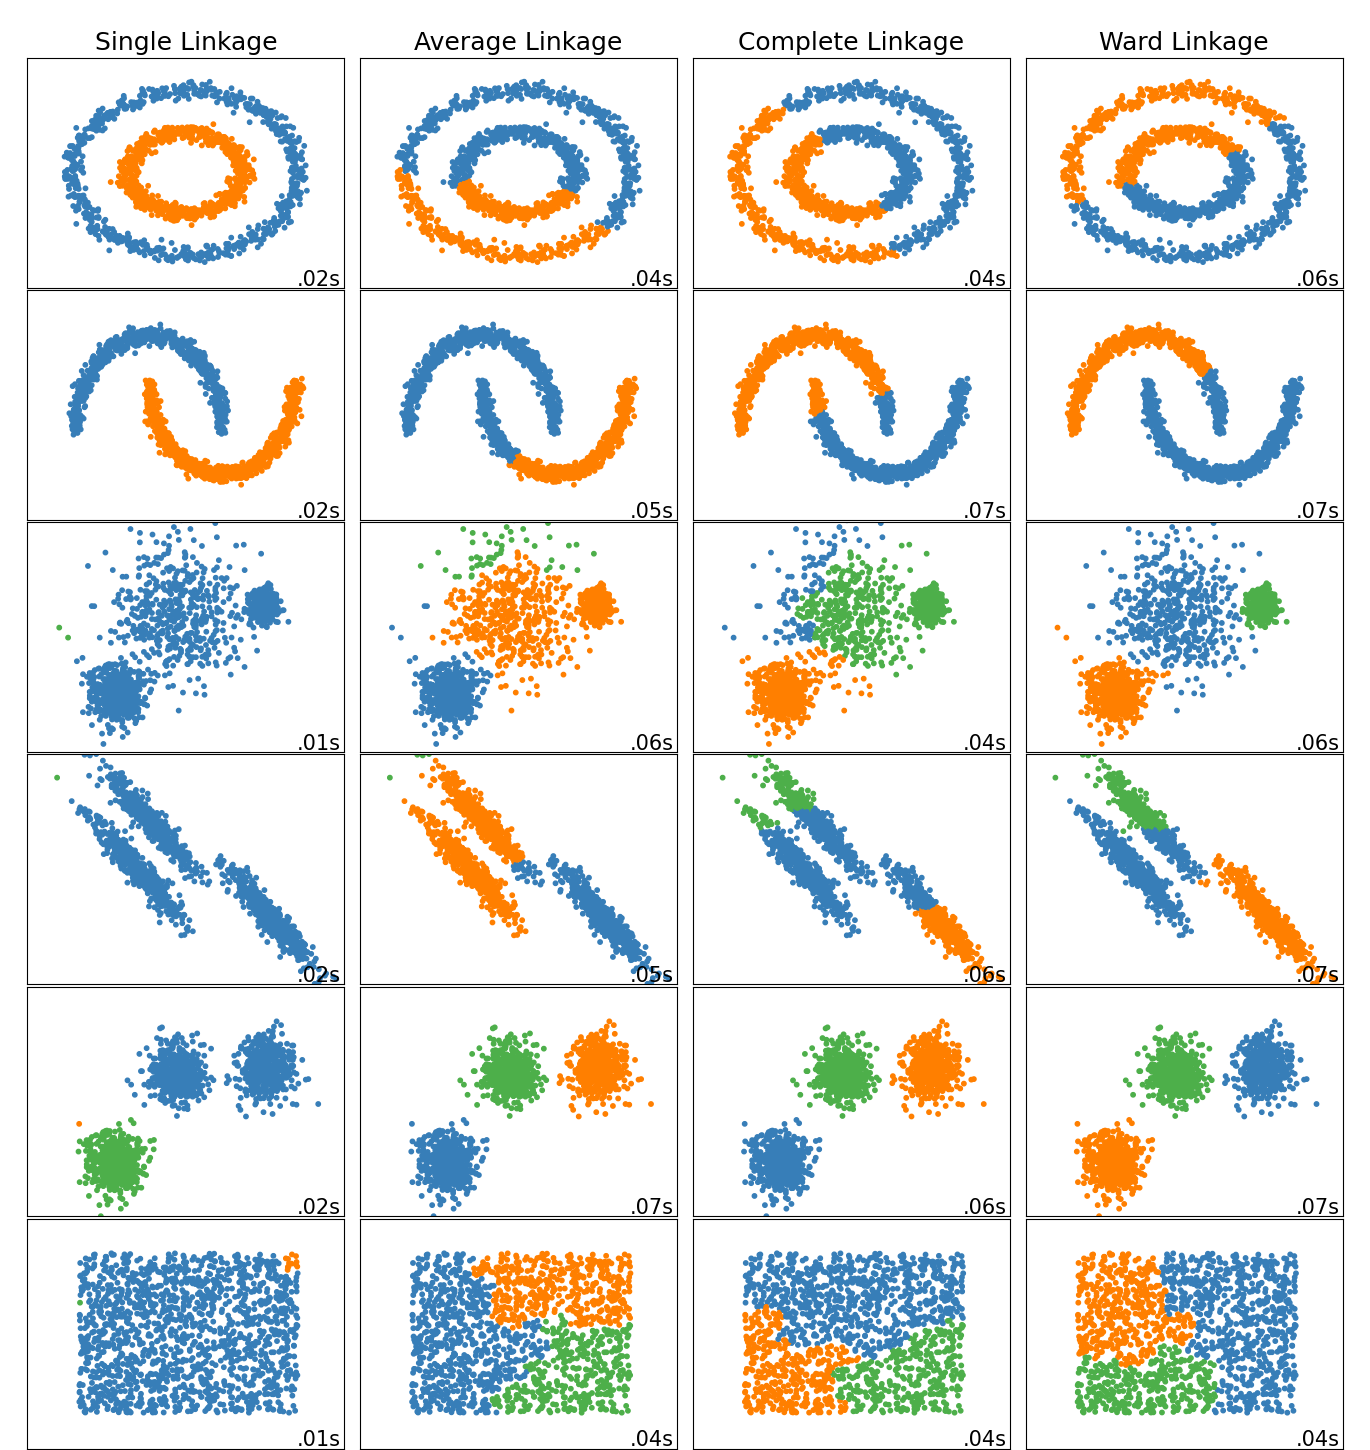 Single Linkage Average Linkage Complete Linkage Ward Linkage
.02s .04s .04s .06s
.02s .05s .07s .07s
.01s .06s .04s .06s
.02s .05s .06s .07s
.02s .07s .06s .07s
.01s .04s .04s .04s